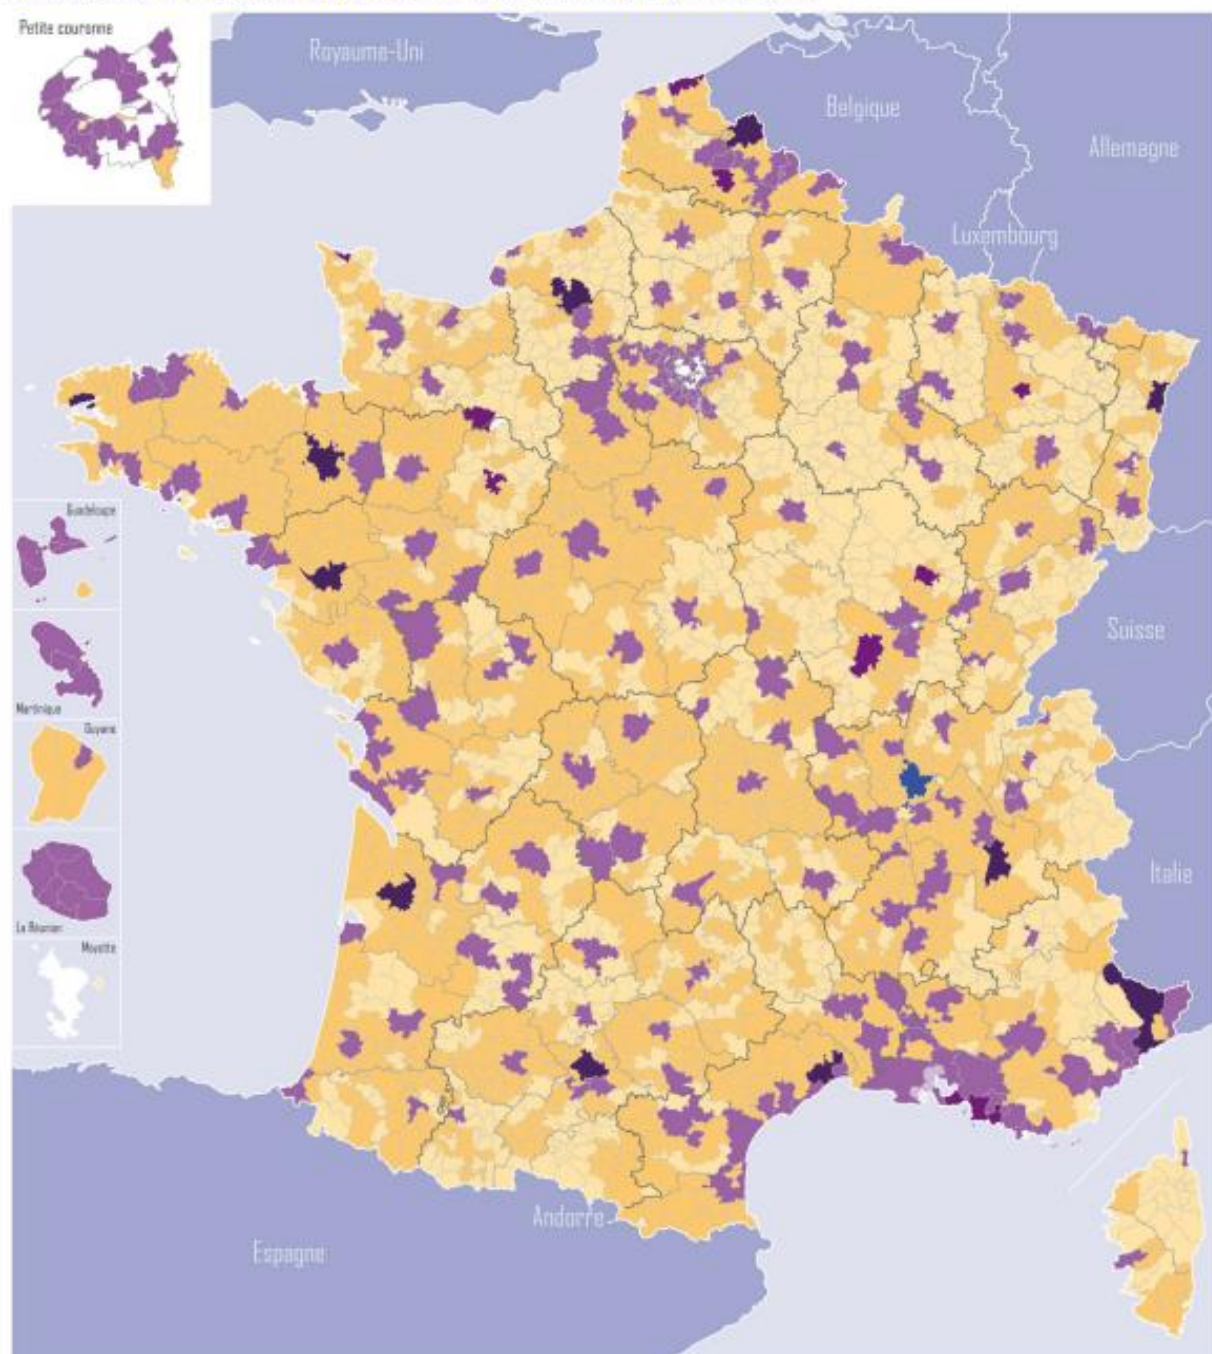 Petite couronne
Royaume-Uni
Belgique
Allemagne
Luxembourg
Guadeloupe
Suisse
Martinique
Guyane
Italie
La Réunion
Mayotte
Andorre
Espagne